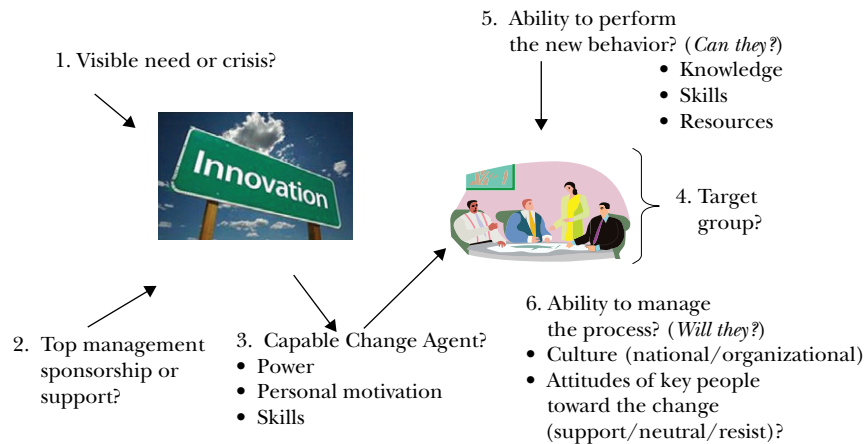 1. Visible need or crisis?
Innovation
2. Top management
sponsorship or
support?
3. Capable Change Agent?
• Power
• Personal motivation
• Skills
4. Target
group?
5. Ability to perform
the new behavior? (Can they?)
• Knowledge
• Skills
• Resources
6. Ability to manage
the process? (Will they?)
• Culture (national/organizational)
• Attitudes of key people
toward the change
(support/neutral/resist)?